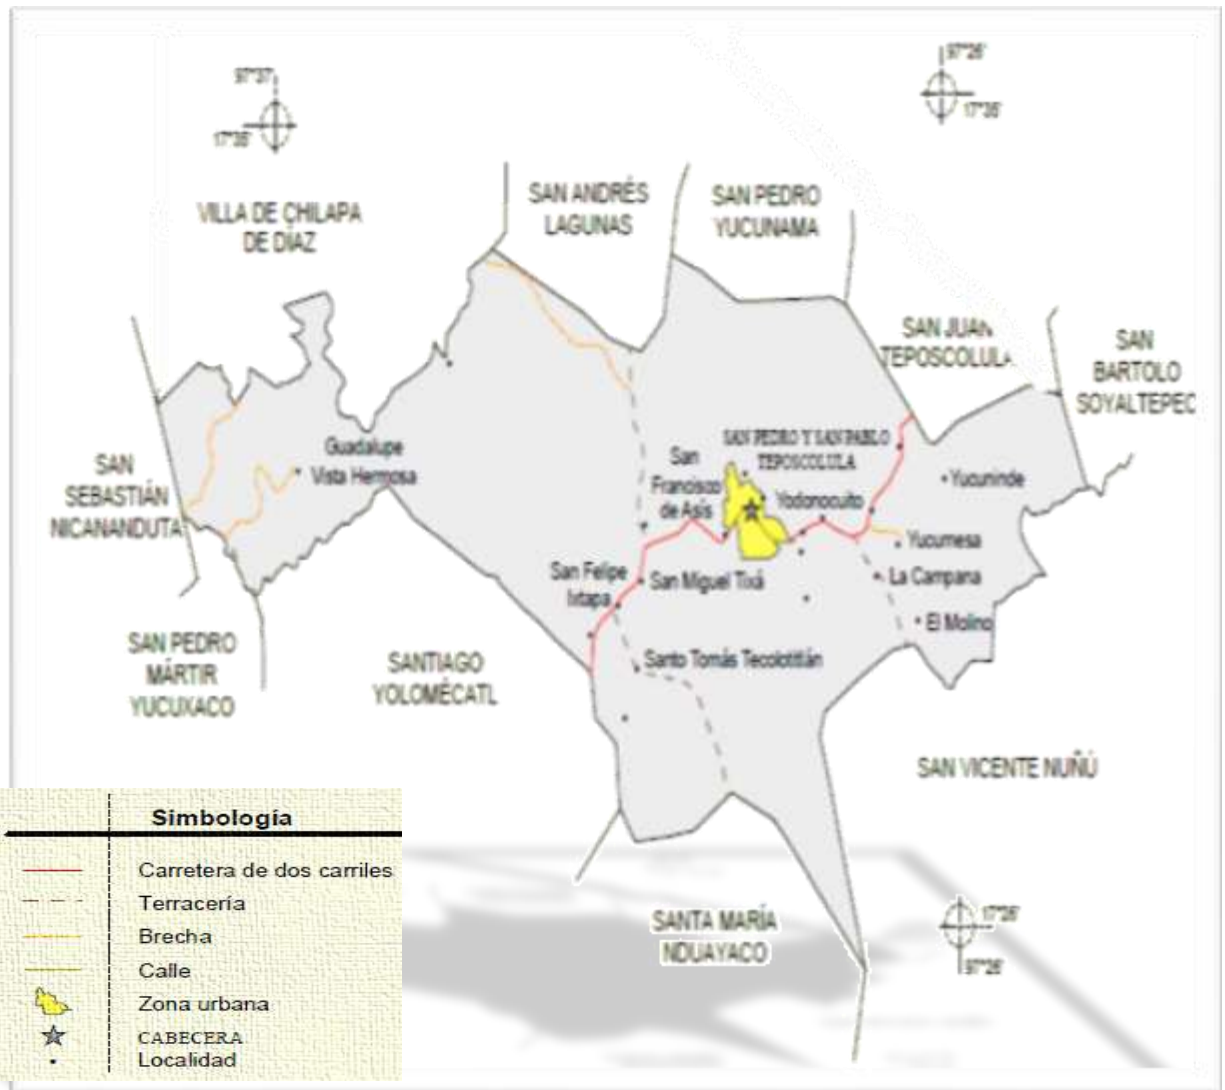 97°37'
17°35'
97°26'
17°35'
VILLA DE CHILAPA
DE DÍAZ
SAN ANDRÉS
LAGUNAS
SAN PEDRO
YUCUNAMA
SAN JUAN
TEPOSCOLULA
SAN
BARTOLO
SOYALTEPEC
SAN
SEBASTIÁN
NICANANDUTA
Guadalupe
Vista Hermosa
San
Francisco
de Asís
SAN PEDRO Y SAN PABLO
TEPOSCOLULA
Yodonocuito
Yucuninde
Yucumesa
San Felipe
Ixtapa
San Miguel Tixá
La Campana
El Molino
Santo Tomás Tecolotitlán
SAN PEDRO
MÁRTIR
YUCUXACO
SANTIAGO
YOLOMÉCATL
SAN VICENTE NUÑÚ
SANTA MARÍA
NDUAYACO
17°26'
97°26'
Simbología
Carretera de dos carriles
Terracería
Brecha
Calle
Zona urbana
CABECERA
Localidad